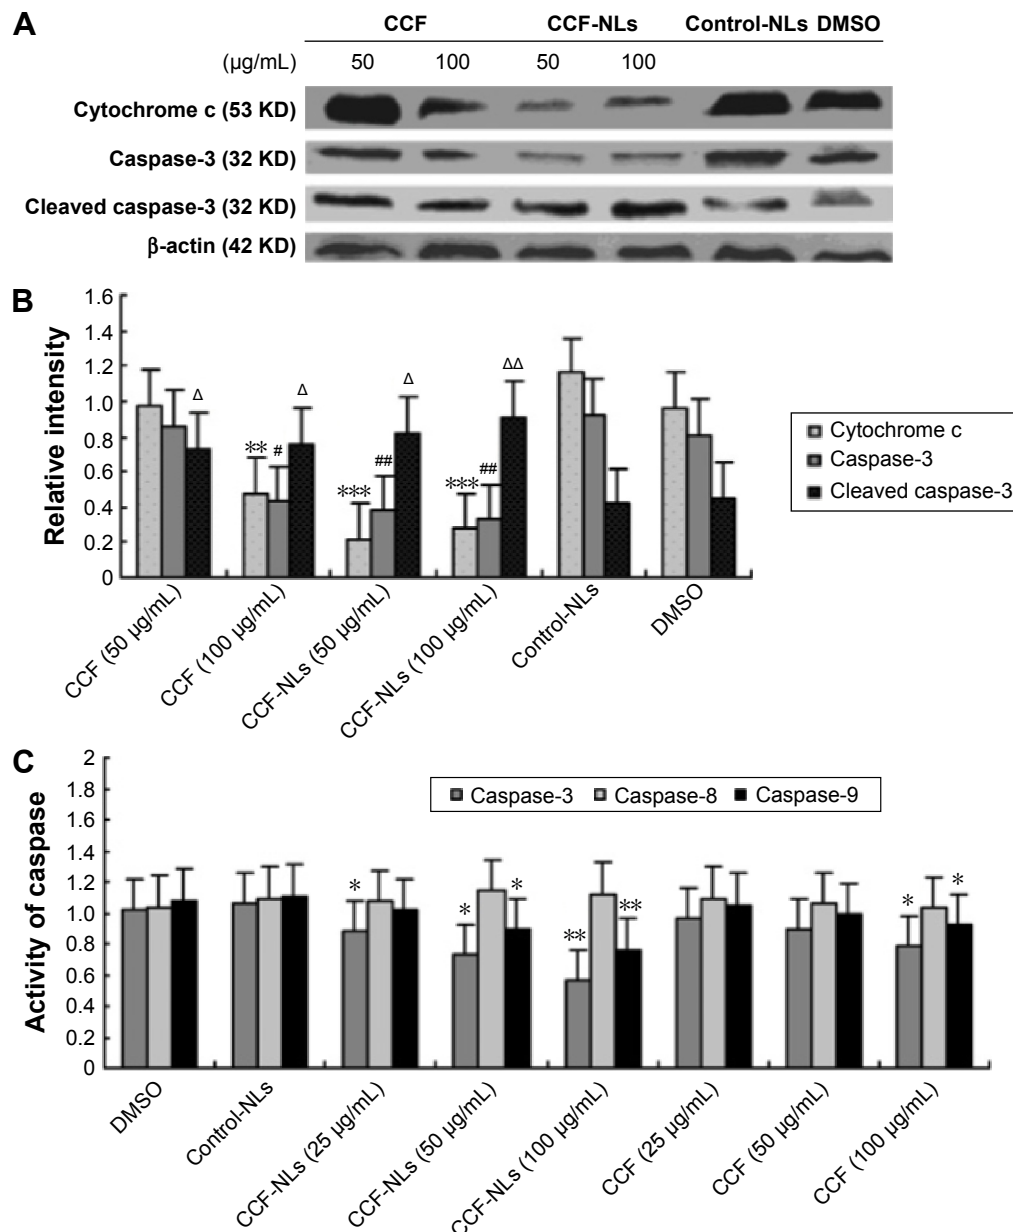 A
CCF CCF-NLs Control-NLs DMSO
(µg/mL) 50 100 50 100
Cytochrome c (53 KD)
Caspase-3 (32 KD)
Cleaved caspase-3 (32 KD)
β-actin (42 KD)
B
Relative intensity
1.6
1.4
1.2
1.0
0.8
0.6
0.4
0.2
0
Δ
** # Δ
*** ## Δ
*** ## ΔΔ
Cytochrome c
Caspase-3
Cleaved caspase-3
CCF (50 µg/mL)
CCF (100 µg/mL)
CCF-NLs (50 µg/mL)
CCF-NLs (100 µg/mL)
Control-NLs
DMSO
C
Activity of caspase
2
1.8
1.6
1.4
1.2
1.0
0.8
0.6
0.4
0.2
0
Caspase-3 Caspase-8 Caspase-9
*
* *
** **
* *
DMSO
Control-NLs
CCF-NLs (25 µg/mL)
CCF-NLs (50 µg/mL)
CCF-NLs (100 µg/mL)
CCF (25 µg/mL)
CCF (50 µg/mL)
CCF (100 µg/mL)